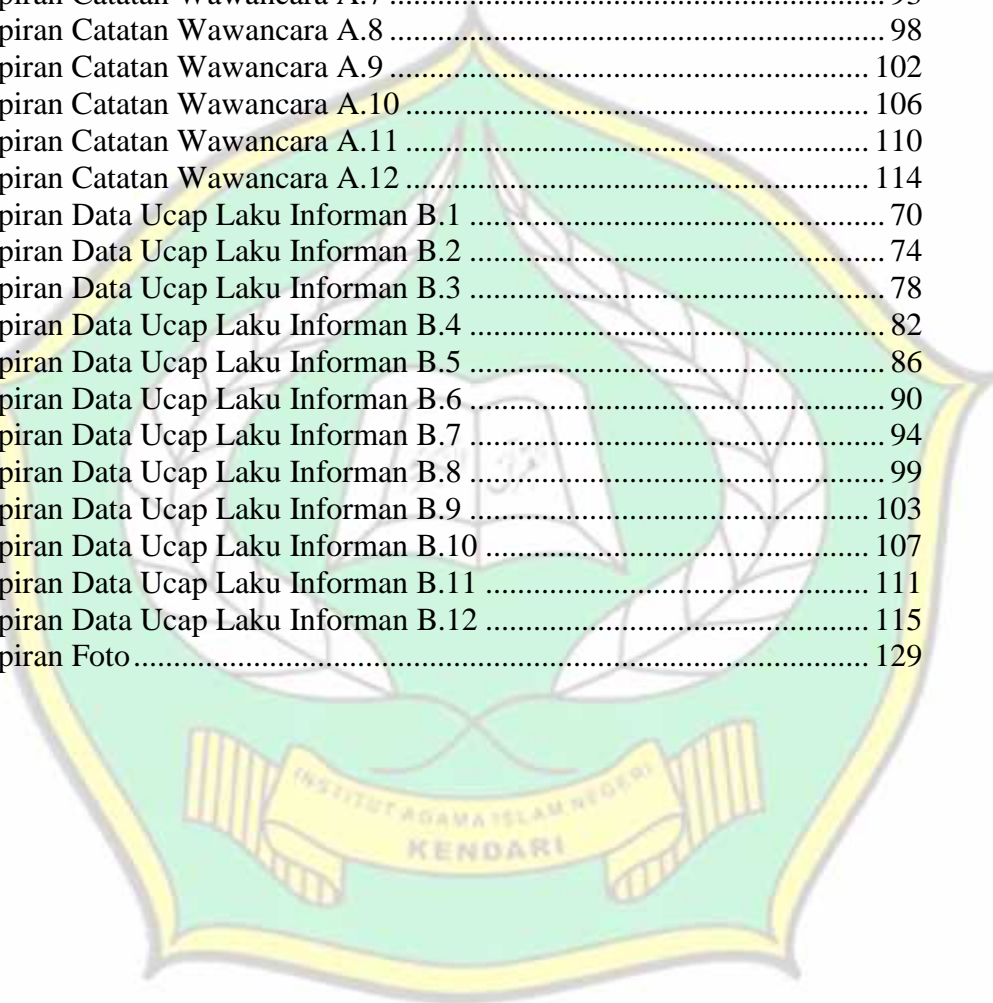 piran Catatan Wawancara A.7 ........ 93
piran Catatan Wawancara A.8 ........ 98
piran Catatan Wawancara A.9 ........ 102
piran Catatan Wawancara A.10 ........ 106
piran Catatan Wawancara A.11 ........ 110
piran Catatan Wawancara A.12 ........ 114
piran Data Ucap Laku Informan B.1 ........ 70
piran Data Ucap Laku Informan B.2 ........ 74
piran Data Ucap Laku Informan B.3 ........ 78
piran Data Ucap Laku Informan B.4 ........ 82
piran Data Ucap Laku Informan B.5 ........ 86
piran Data Ucap Laku Informan B.6 ........ 90
piran Data Ucap Laku Informan B.7 ........ 94
piran Data Ucap Laku Informan B.8 ........ 99
piran Data Ucap Laku Informan B.9 ........ 103
piran Data Ucap Laku Informan B.10 ........ 107
piran Data Ucap Laku Informan B.11 ........ 111
piran Data Ucap Laku Informan B.12 ........ 115
piran Foto ........ 129
INSTITUT AGAMA ISLAM NEGERI
KENDARI